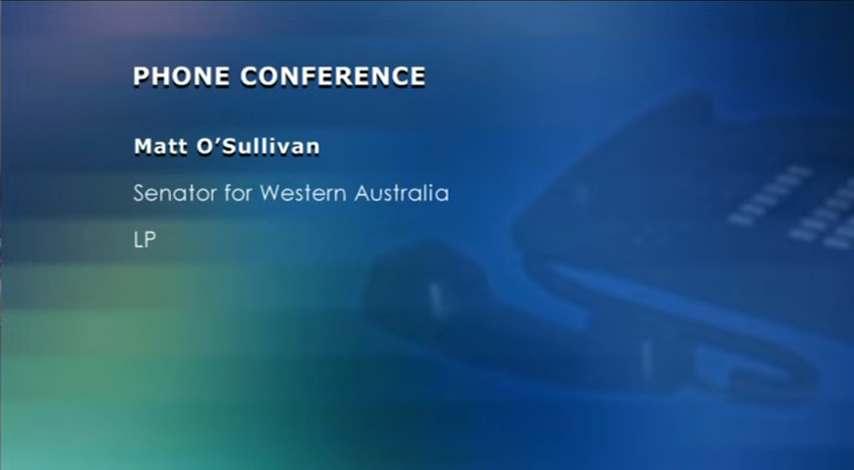 PHONE CONFERENCE
Matt O’Sullivan
Senator for Western Australia
LP